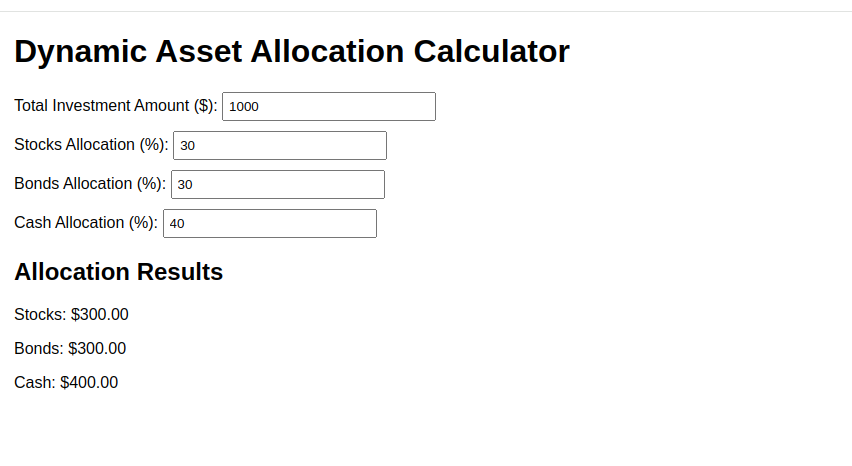 Dynamic Asset Allocation Calculator
Total Investment Amount ($): 1000
Stocks Allocation (%): 30
Bonds Allocation (%): 30
Cash Allocation (%): 40
Allocation Results
Stocks: $300.00
Bonds: $300.00
Cash: $400.00